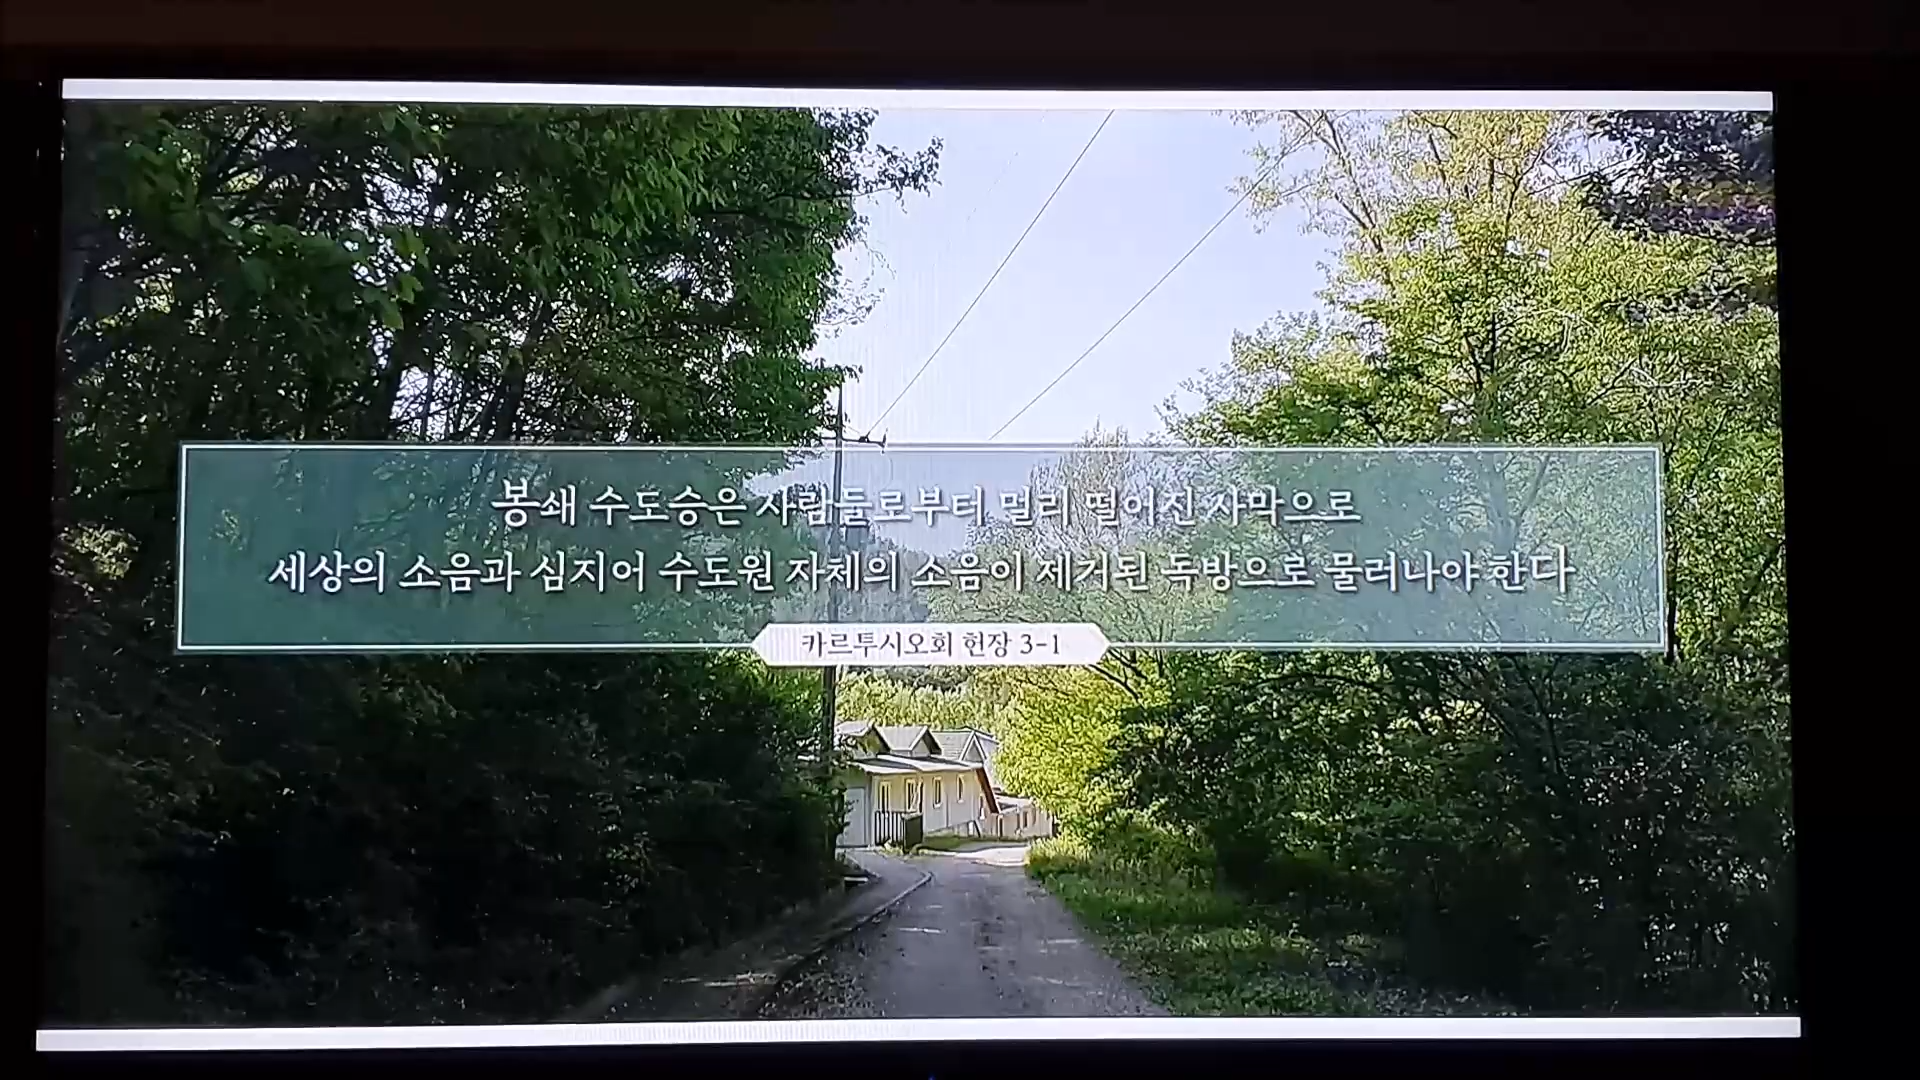 봉쇄 수도승은 사람들로부터 멀리 떨어진 사막으로
세상의 소음과 심지어 수도원 자체의 소음이 제거된 독방으로 물러나야 한다
카르투시오회 헌장 3-1